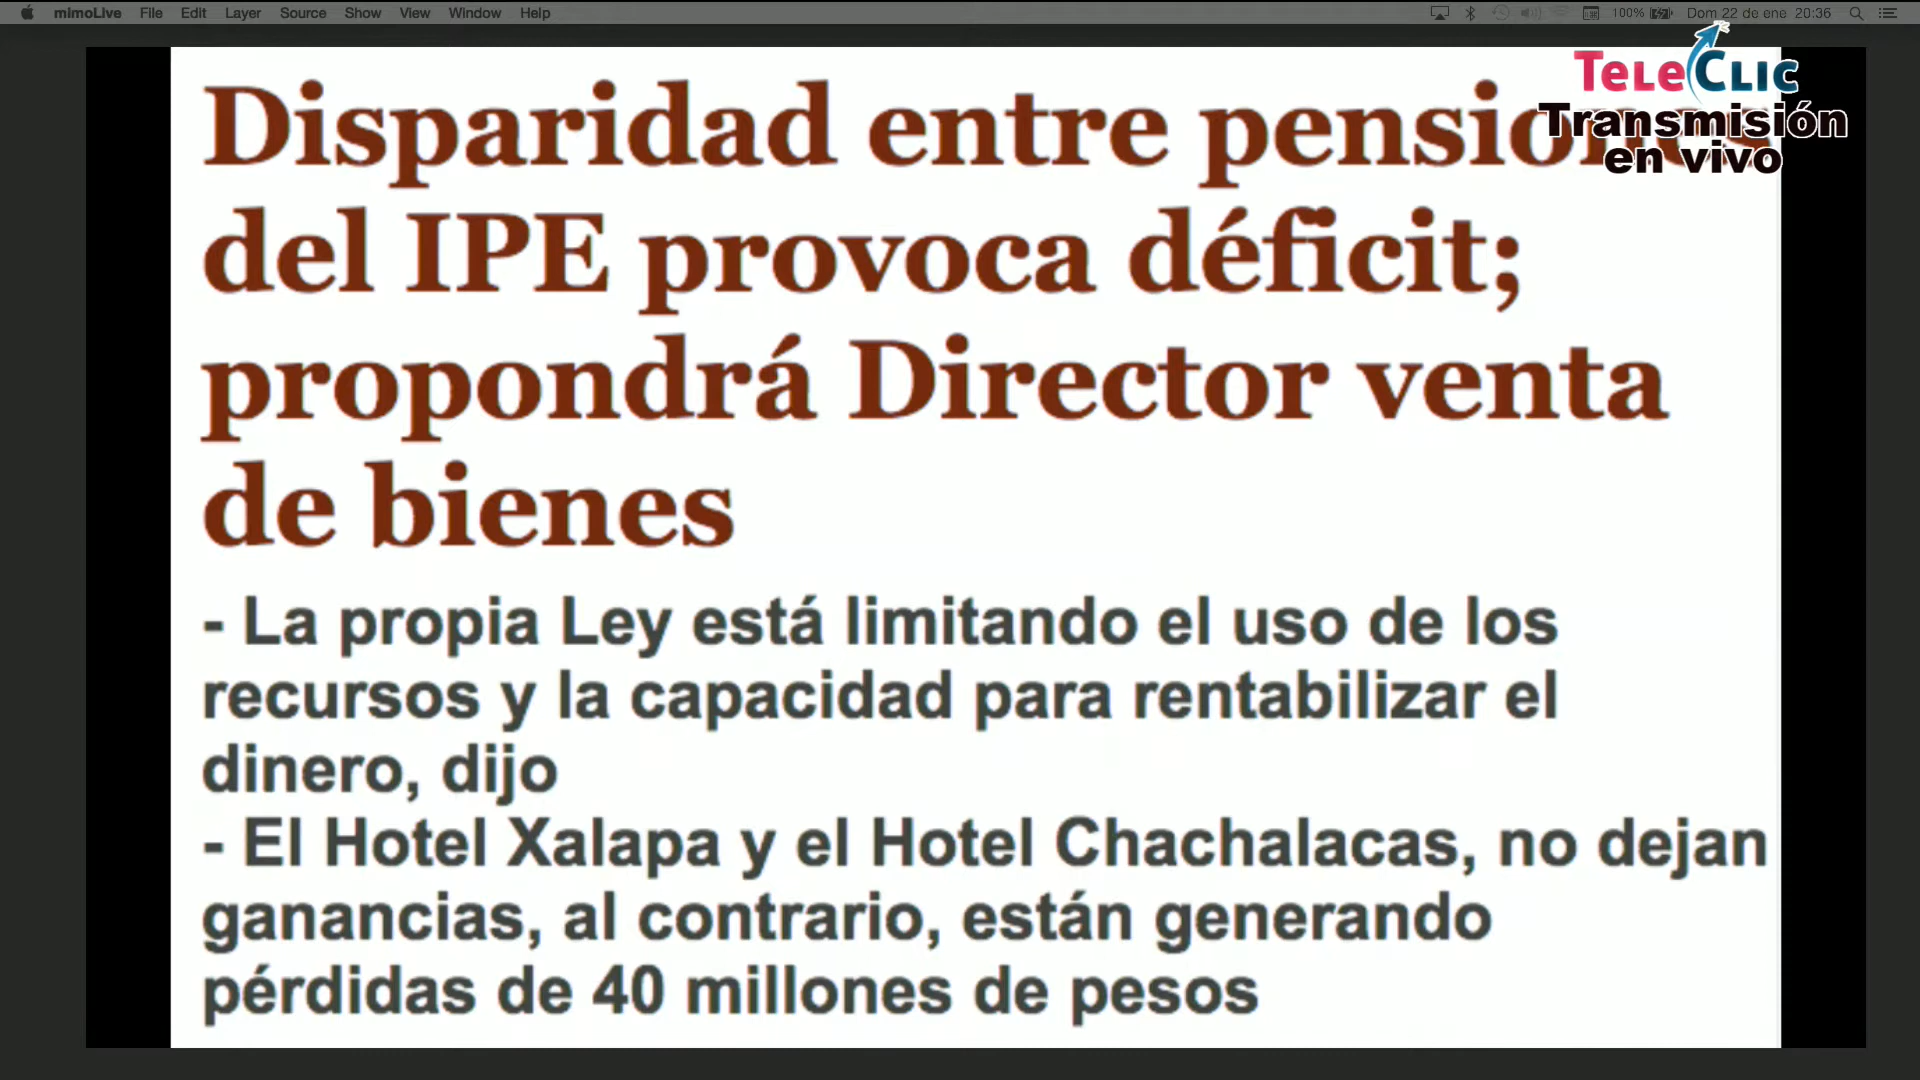 mimoLive File Edit Layer Source Show View Window Help 100% Dom 22 de ene 20:36
TELECLIC
Transmisión
en vivo
Disparidad entre pensiones
del IPE provoca déficit;
propondrá Director venta
de bienes
- La propia Ley está limitando el uso de los
recursos y la capacidad para rentabilizar el
dinero, dijo
- El Hotel Xalapa y el Hotel Chachalacas, no dejan
ganancias, al contrario, están generando
pérdidas de 40 millones de pesos